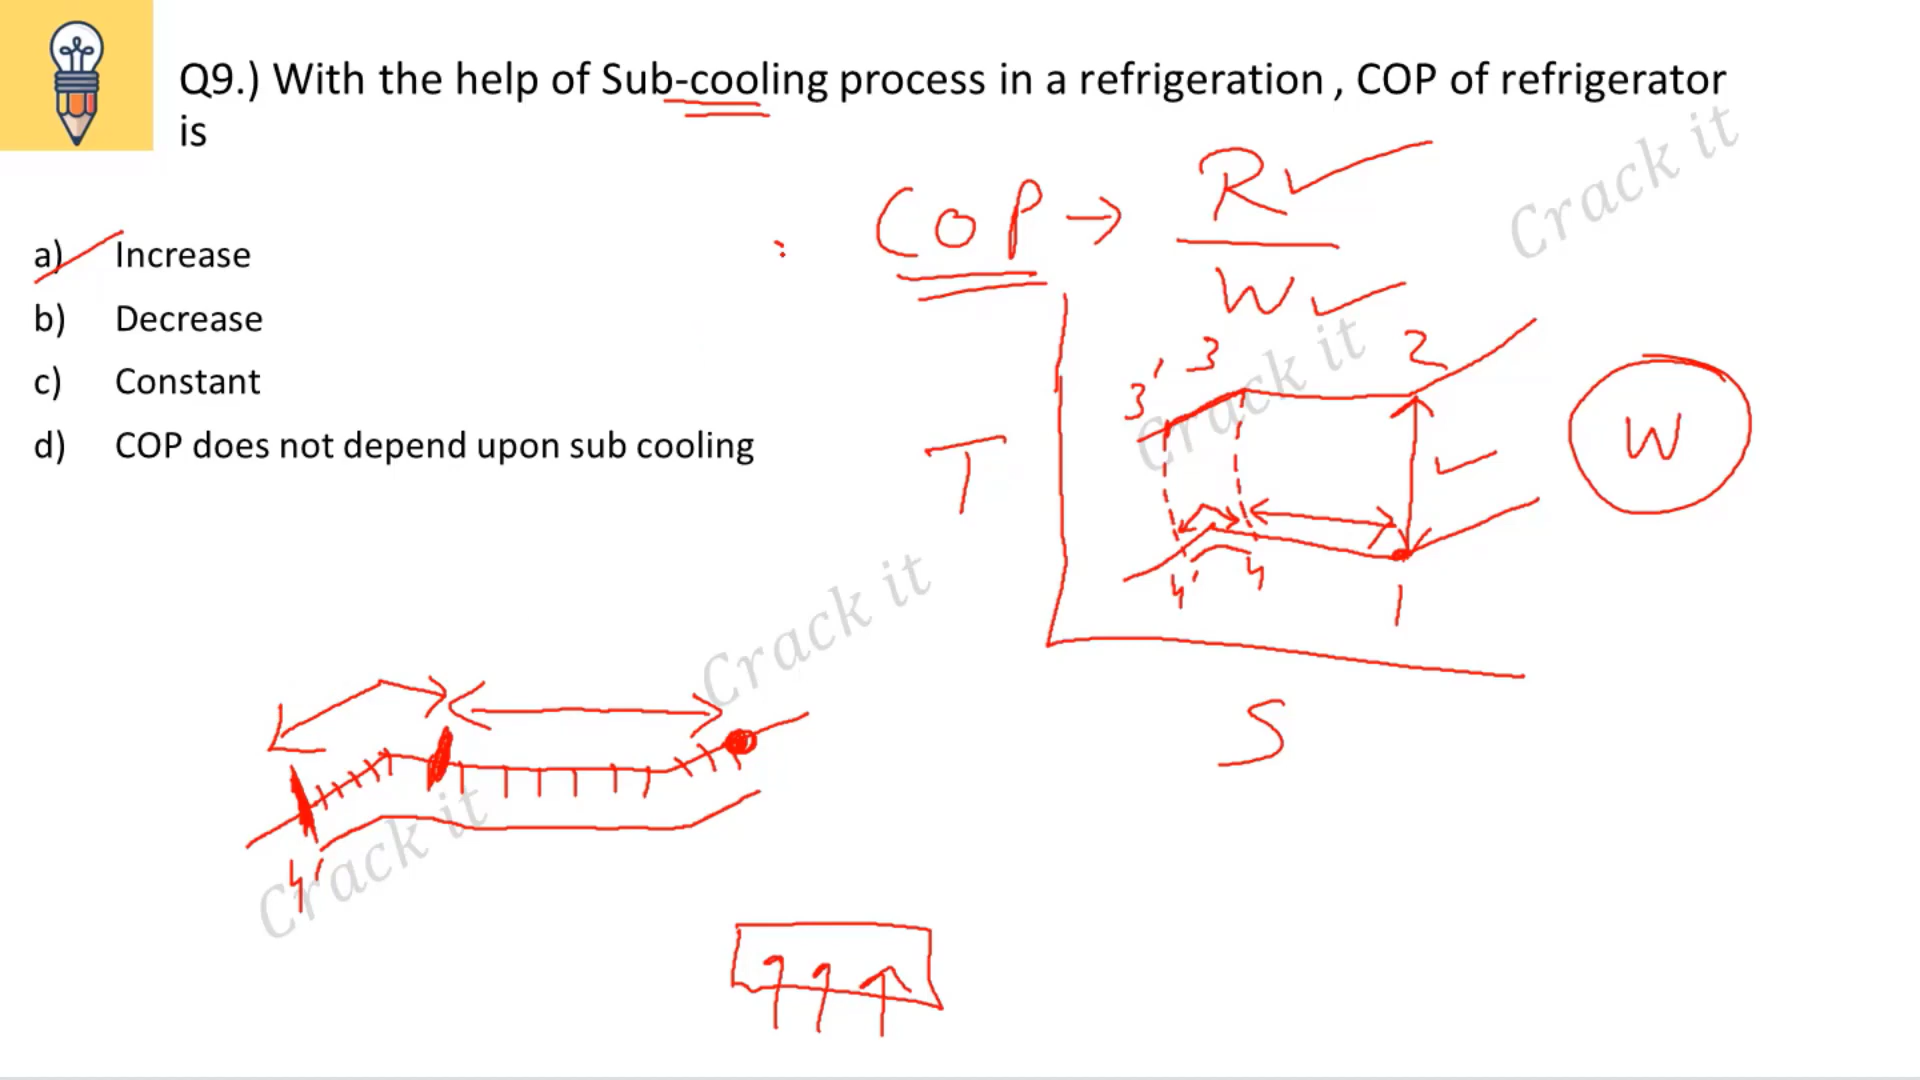 Q9.) With the help of Sub-cooling process in a refrigeration , COP of refrigerator
is
a) Increase
b) Decrease
c) Constant
d) COP does not depend upon sub cooling
COP → R
W
3' 3 2
T
W
4' 4 1
S
4'
Crack it
Crack it
Crack it
Crack it